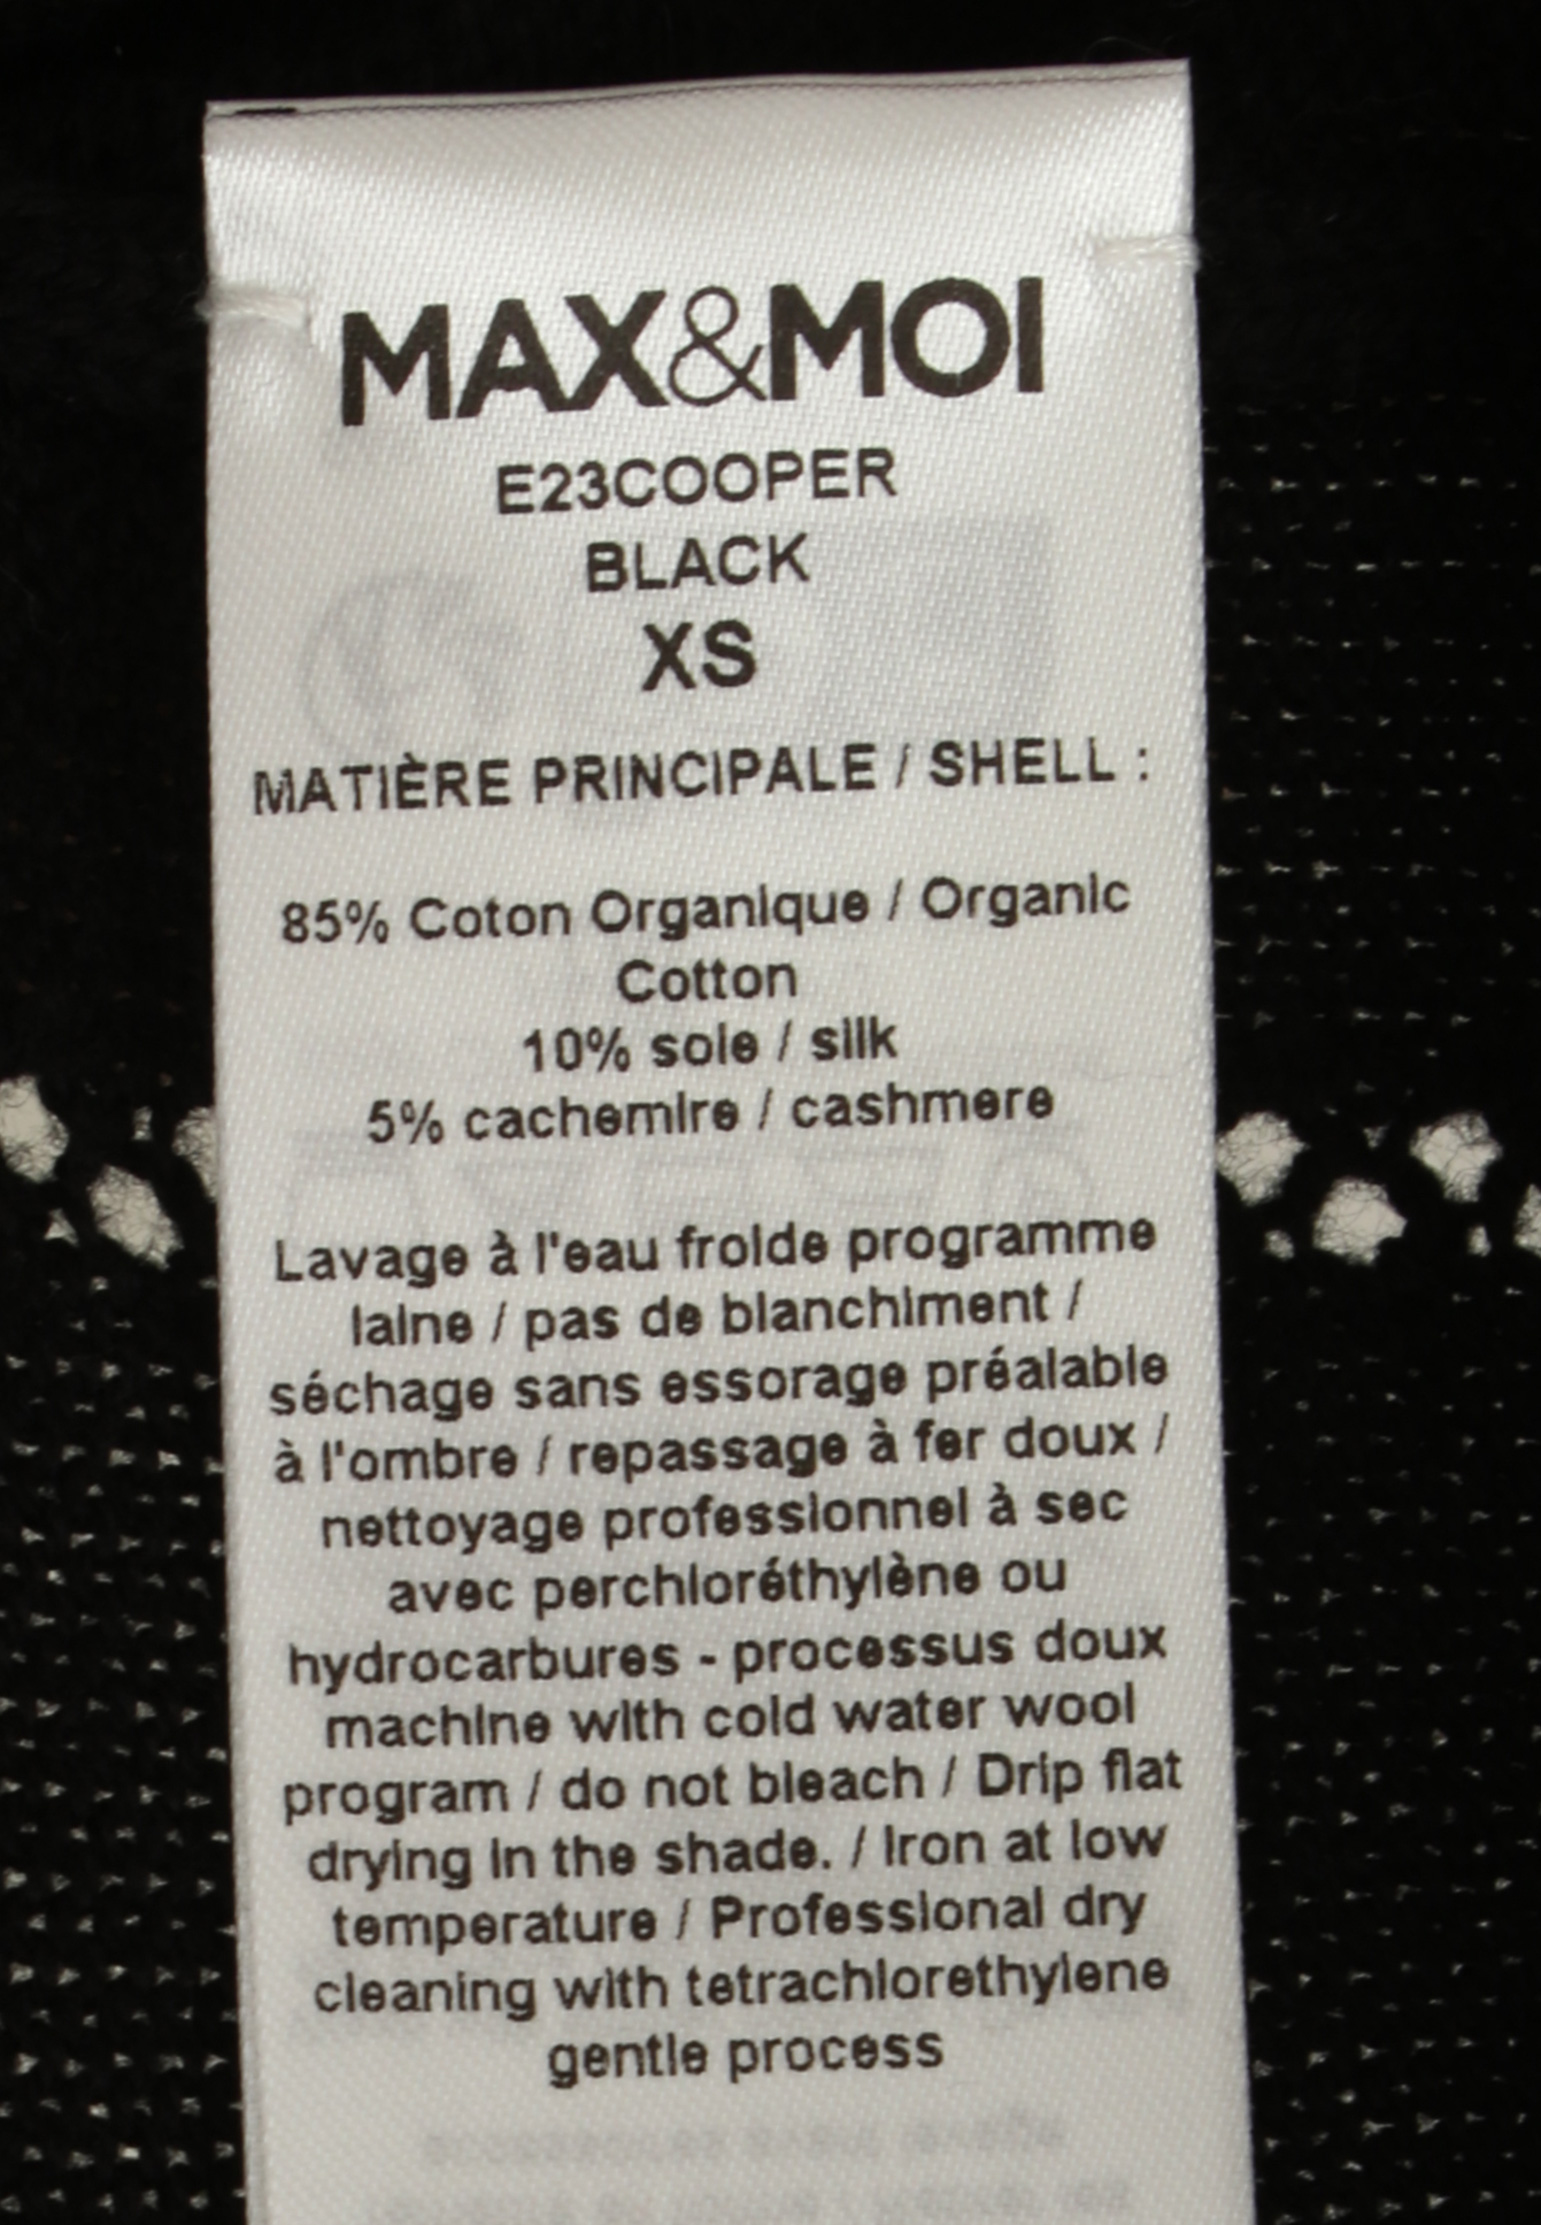 MAX&MOI
E23COOPER
BLACK
XS
MATIÈRE PRINCIPALE / SHELL :
85% Coton Organique / Organic
Cotton
10% soie / silk
5% cachemire / cashmere
Lavage à l'eau froide programme
laine / pas de blanchiment /
séchage sans essorage préalable
à l'ombre / repassage à fer doux /
nettoyage professionnel à sec
avec perchloréthylène ou
hydrocarbures - processus doux
machine with cold water wool
program / do not bleach / Drip flat
drying in the shade. / Iron at low
temperature / Professional dry
cleaning with tetrachlorethylene
gentle process